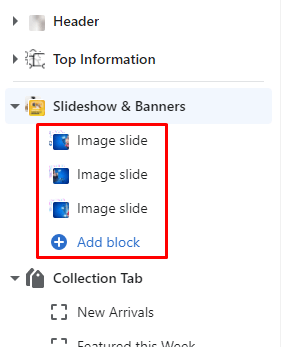 Header
Top Information
Slideshow & Banners
Image slide
Image slide
Image slide
Add block
Collection Tab
New Arrivals
Featured this Week